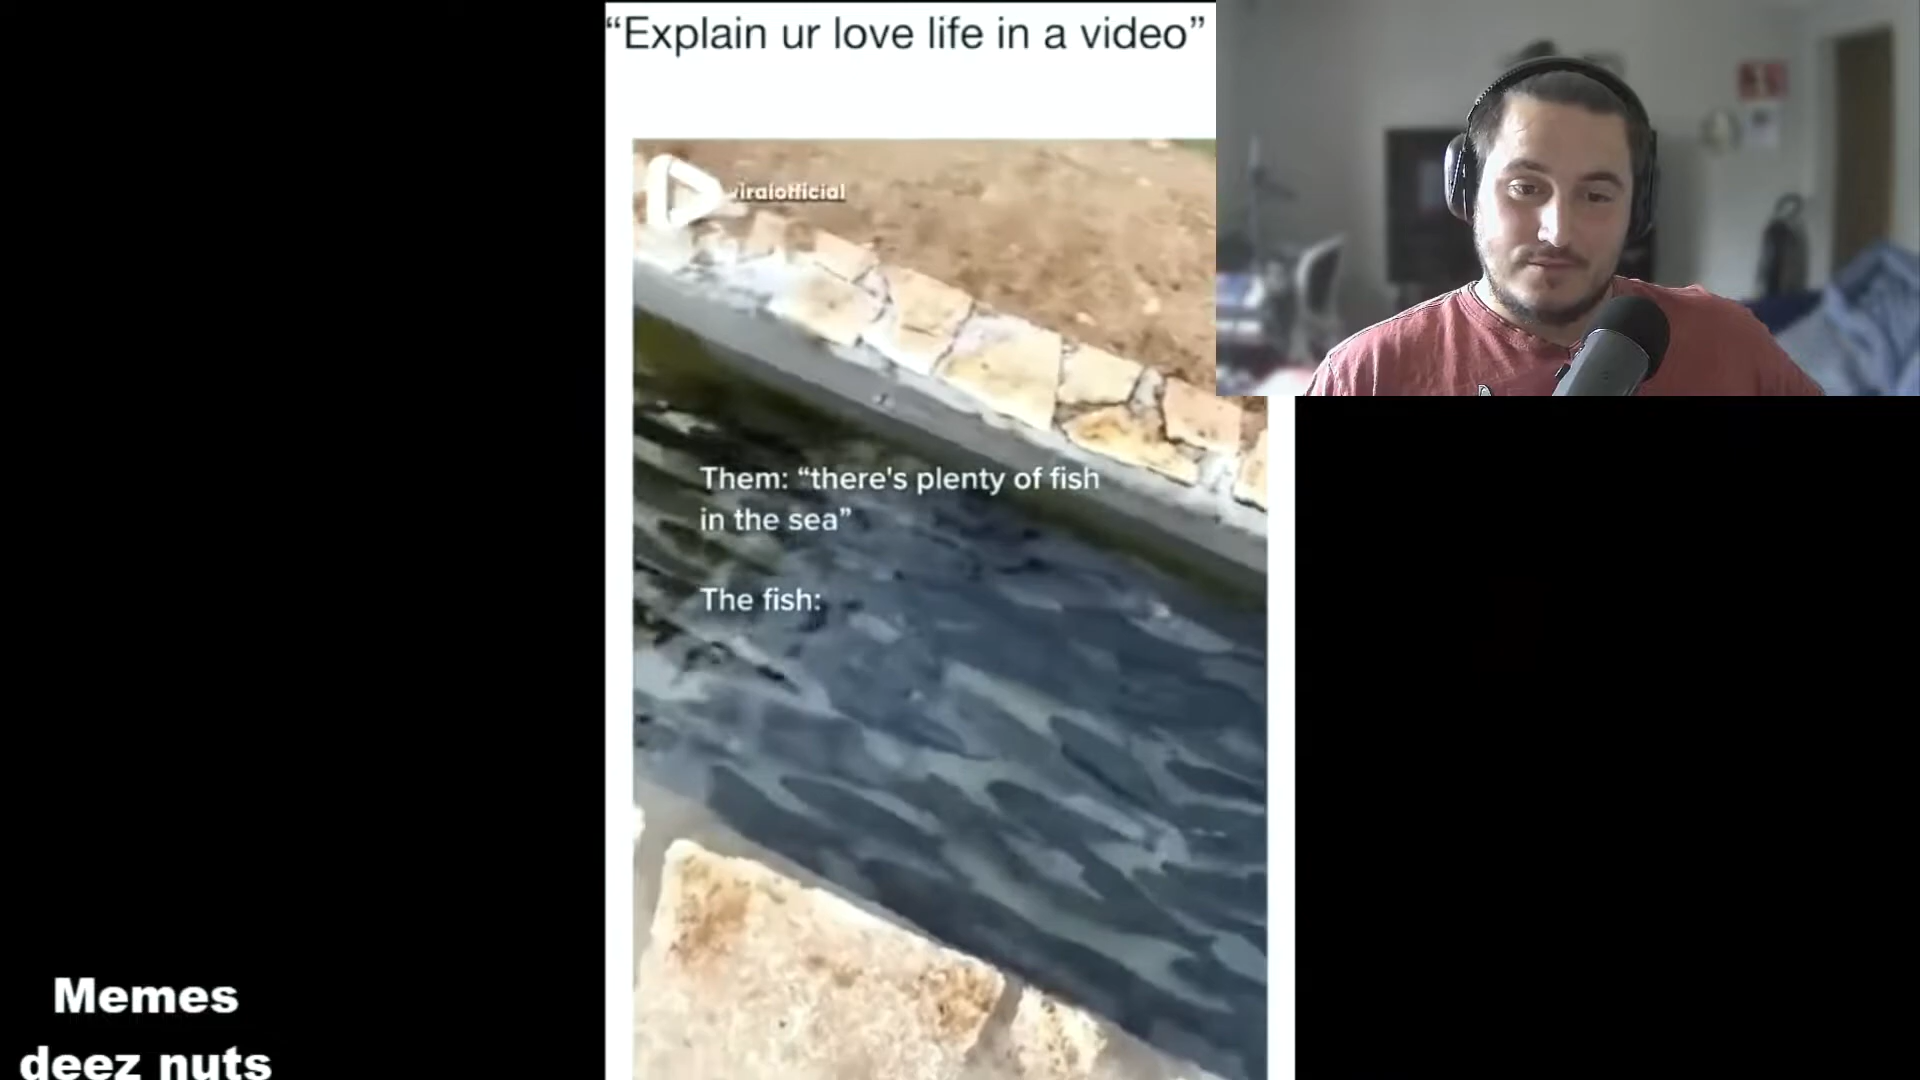 “Explain ur love life in a video”
viralofficial
Them: “there's plenty of fish
in the sea”
The fish:
Memes
deez nuts